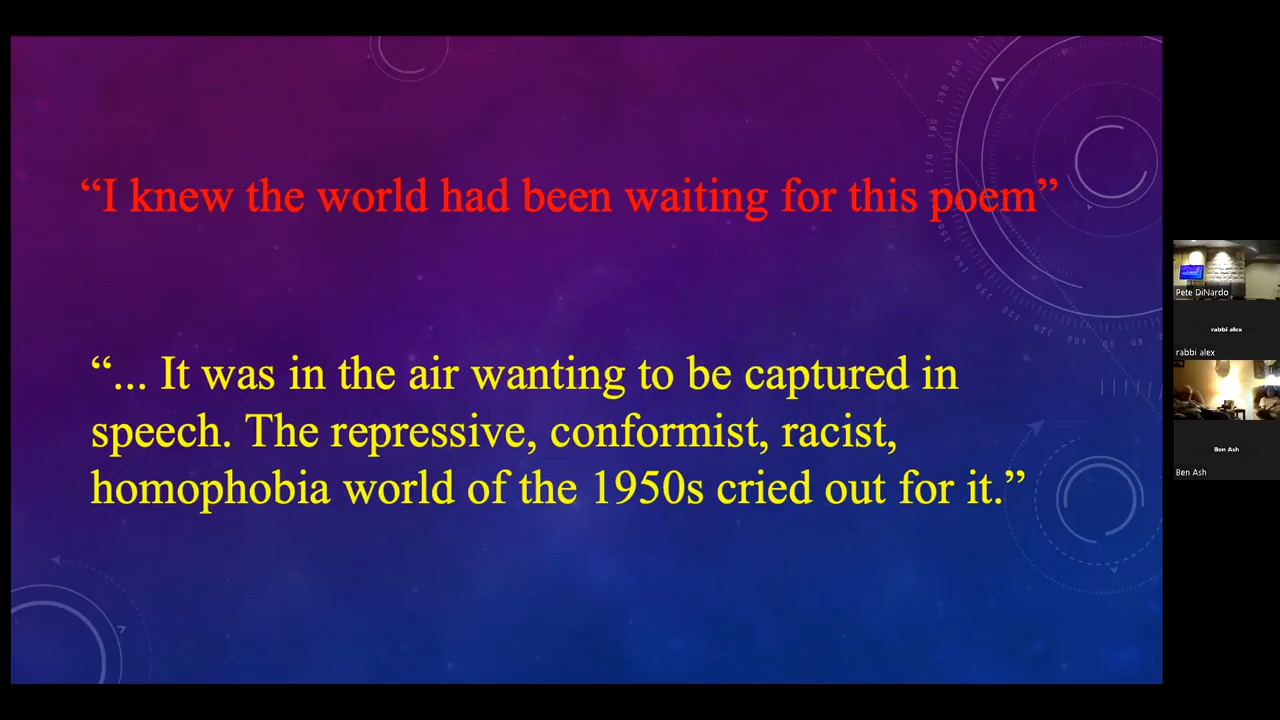 “I knew the world had been waiting for this poem”
“... It was in the air wanting to be captured in
speech. The repressive, conformist, racist,
homophobia world of the 1950s cried out for it.”
Pete DiNardo
rabbi alex
rabbi alex
Ben Ash
Ben Ash